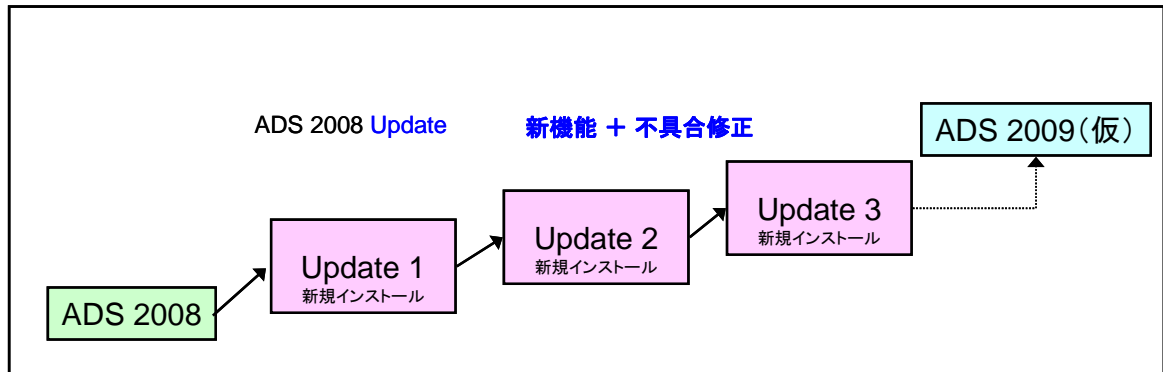 ADS 2008 Update
新機能 + 不具合修正
ADS 2009(仮)
Update 3
新規インストール
Update 2
新規インストール
Update 1
新規インストール
ADS 2008